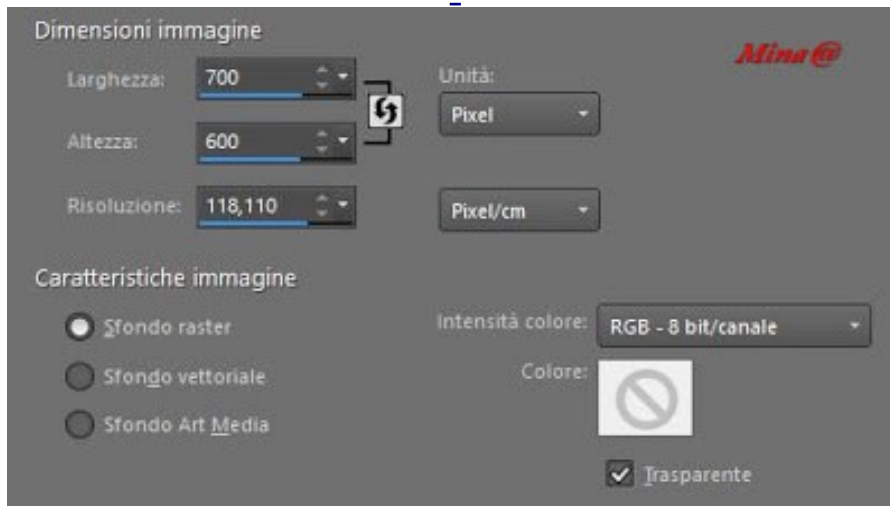 Dimensioni immagine
Mina@
Larghezza: 700
Unità:
Pixel
Altezza: 600
Risoluzione: 118,110 Pixel/cm
Caratteristiche immagine
Sfondo raster
Intensità colore: RGB - 8 bit/canale
Sfondo vettoriale
Colore:
Sfondo Art Media
Trasparente